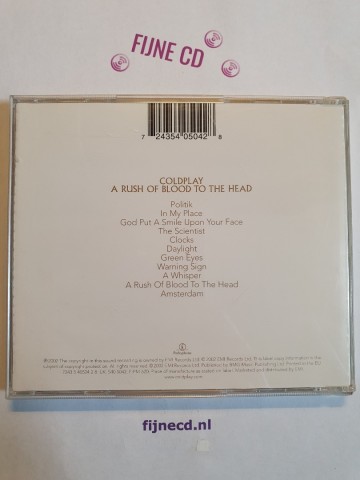 FIJNE CD
7 24354 05042 8
COLDPLAY
A RUSH OF BLOOD TO THE HEAD
Politik
In My Place
God Put A Smile Upon Your Face
The Scientist
Clocks
Daylight
Green Eyes
Warning Sign
A Whisper
A Rush Of Blood To The Head
Amsterdam
Parlophone
fijnecd.nl